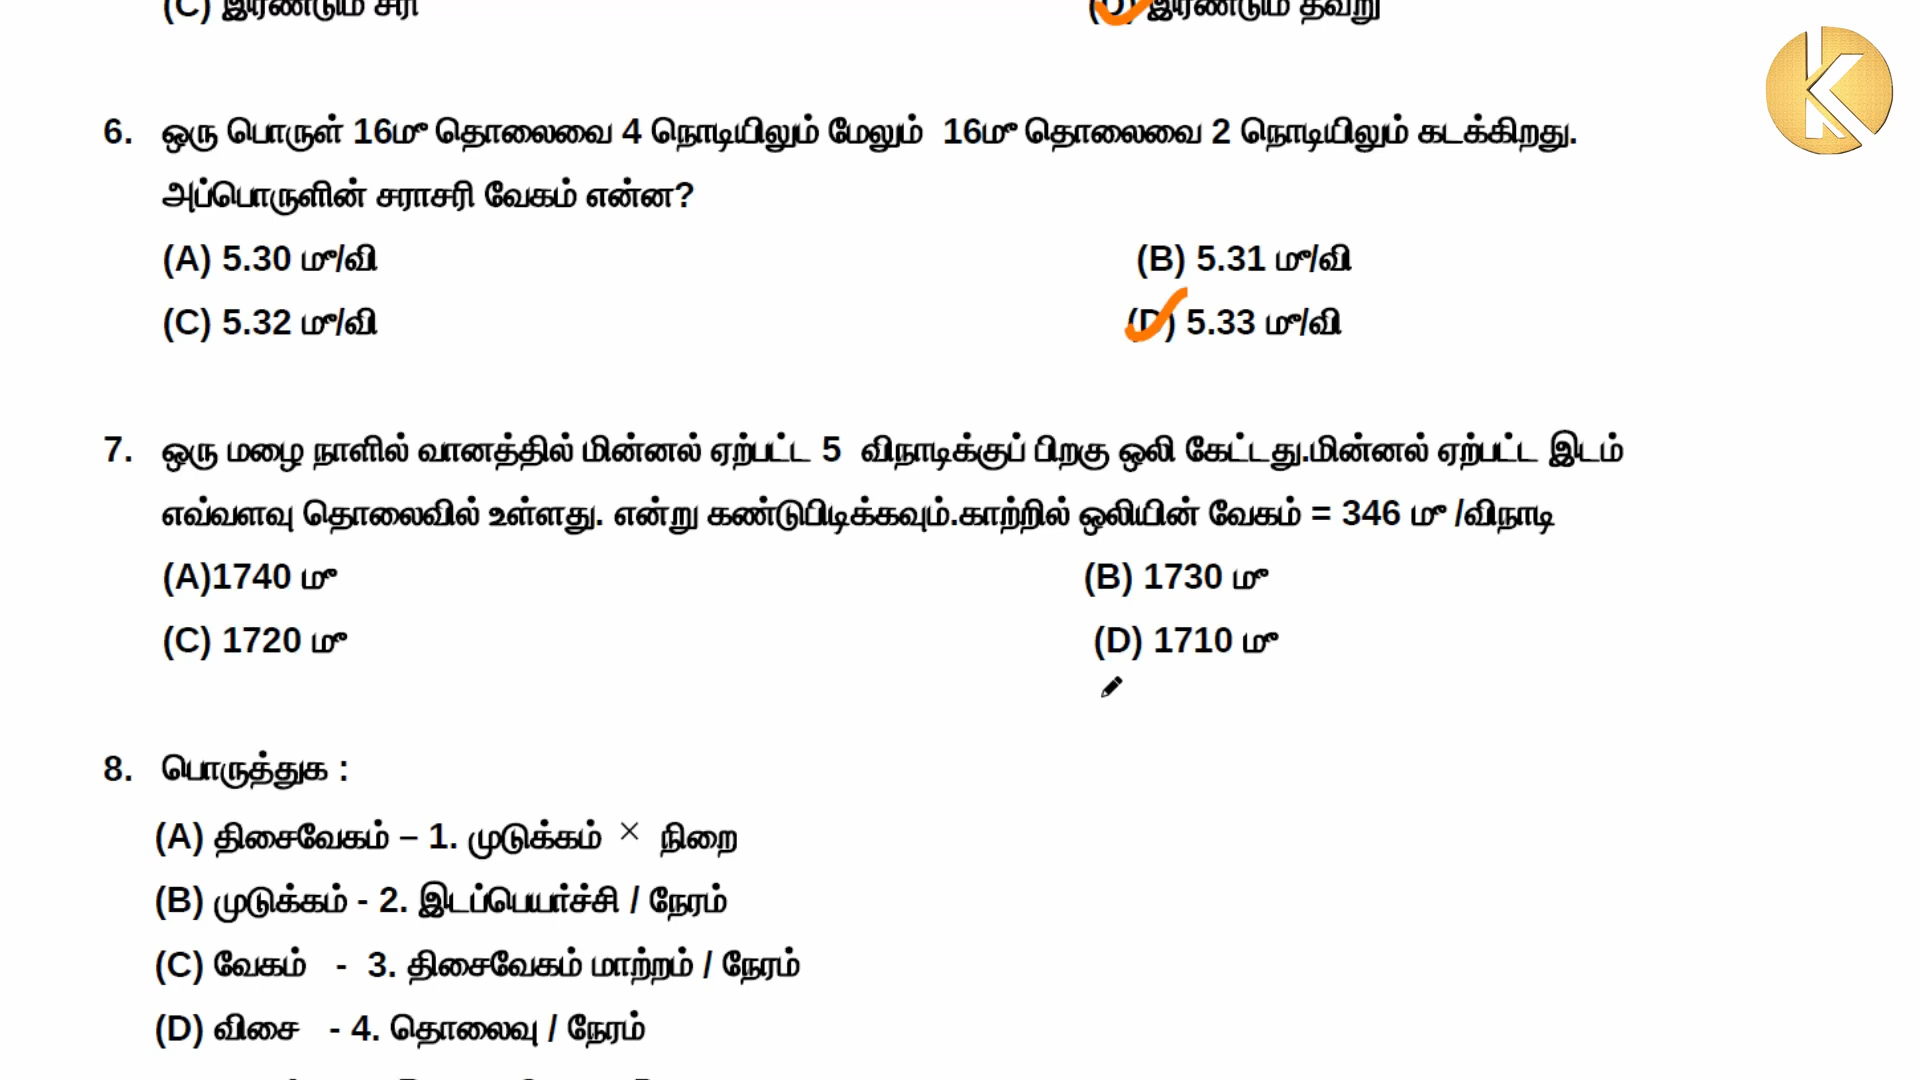 (C) இரண்டும் சரி
(D) இரண்டும் தவறு
6. ஒரு பொருள் 16மீ தொலைவை 4 நொடியிலும் மேலும் 16மீ தொலைவை 2 நொடியிலும் கடக்கிறது.
அப்பொருளின் சராசரி வேகம் என்ன?
(A) 5.30 மீ/வி (B) 5.31 மீ/வி
(C) 5.32 மீ/வி (D) 5.33 மீ/வி
7. ஒரு மழை நாளில் வானத்தில் மின்னல் ஏற்பட்ட 5 விநாடிக்குப் பிறகு ஒலி கேட்டது.மின்னல் ஏற்பட்ட இடம்
எவ்வளவு தொலைவில் உள்ளது. என்று கண்டுபிடிக்கவும்.காற்றில் ஒலியின் வேகம் = 346 மீ /விநாடி
(A)1740 மீ (B) 1730 மீ
(C) 1720 மீ (D) 1710 மீ
8. பொருத்துக :
(A) திசைவேகம் – 1. முடுக்கம் × நிறை
(B) முடுக்கம் - 2. இடப்பெயர்ச்சி / நேரம்
(C) வேகம் - 3. திசைவேகம் மாற்றம் / நேரம்
(D) விசை - 4. தொலைவு / நேரம்